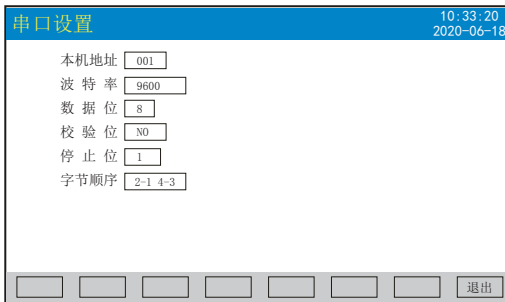 串口设置
10:33:20
2020-06-18
本机地址 001
波特率 9600
数据位 8
校验位 NO
停止位 1
字节顺序 2-1 4-3
退出